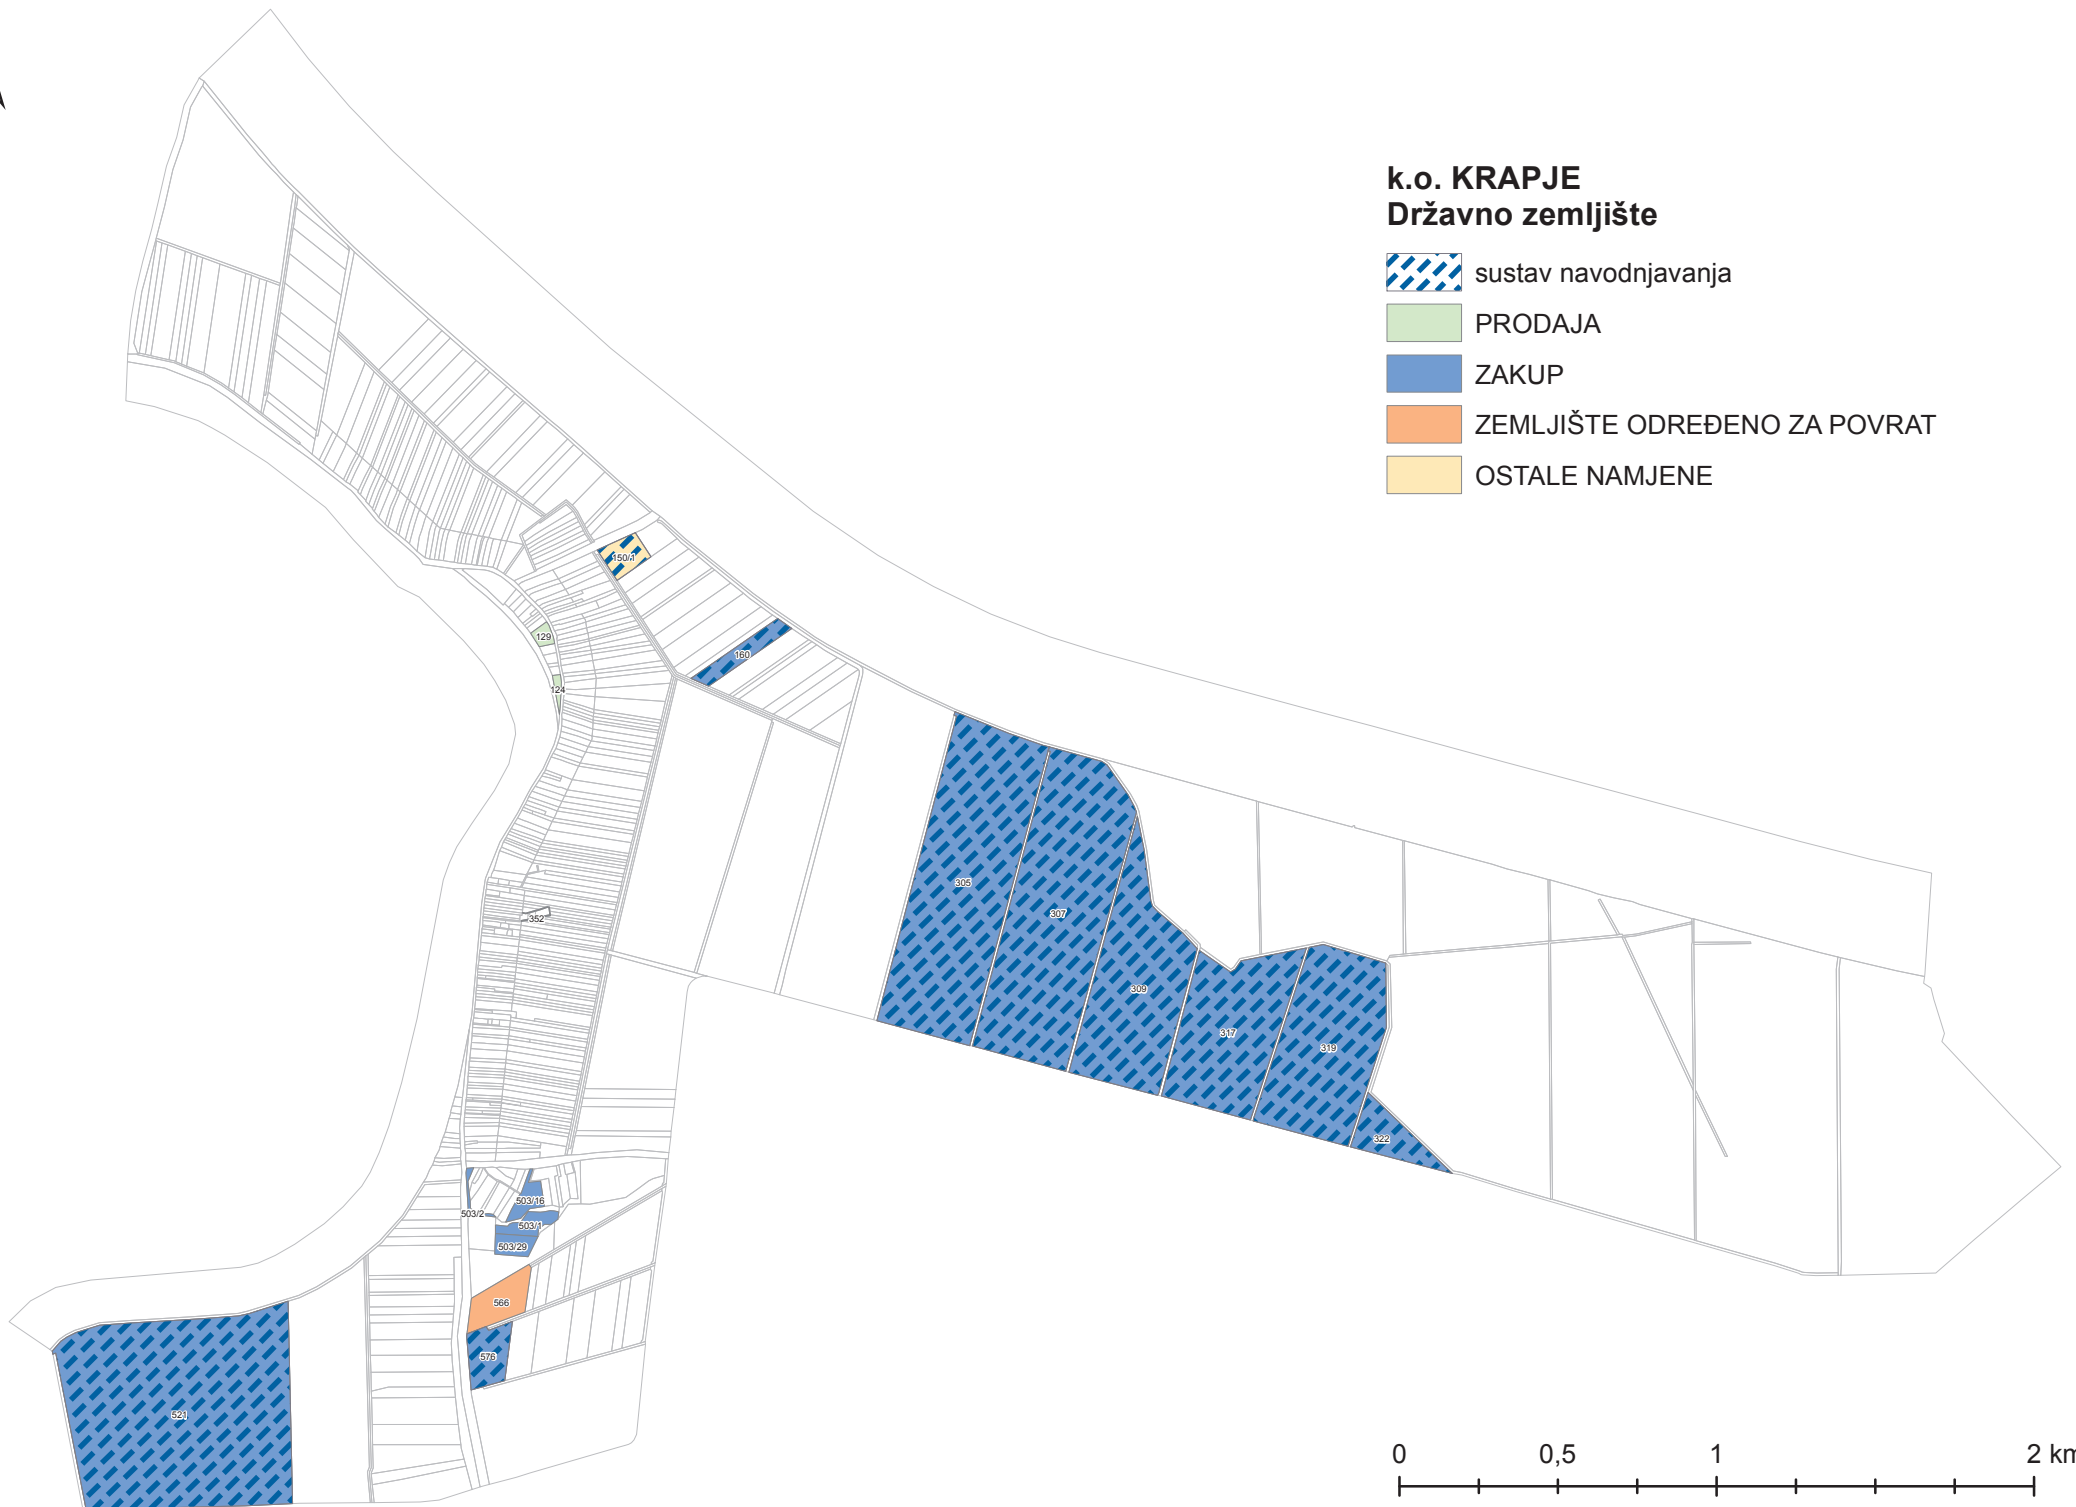 k.o. KRAPJE
Državno zemljište
sustav navodnjavanja
PRODAJA
ZAKUP
ZEMLJIŠTE ODREĐENO ZA POVRAT
OSTALE NAMJENE
150/1
129
160
124
305
307
352
309
317
319
322
503/16
503/2
503/1
503/29
566
576
521
0 0,5 1 2 km